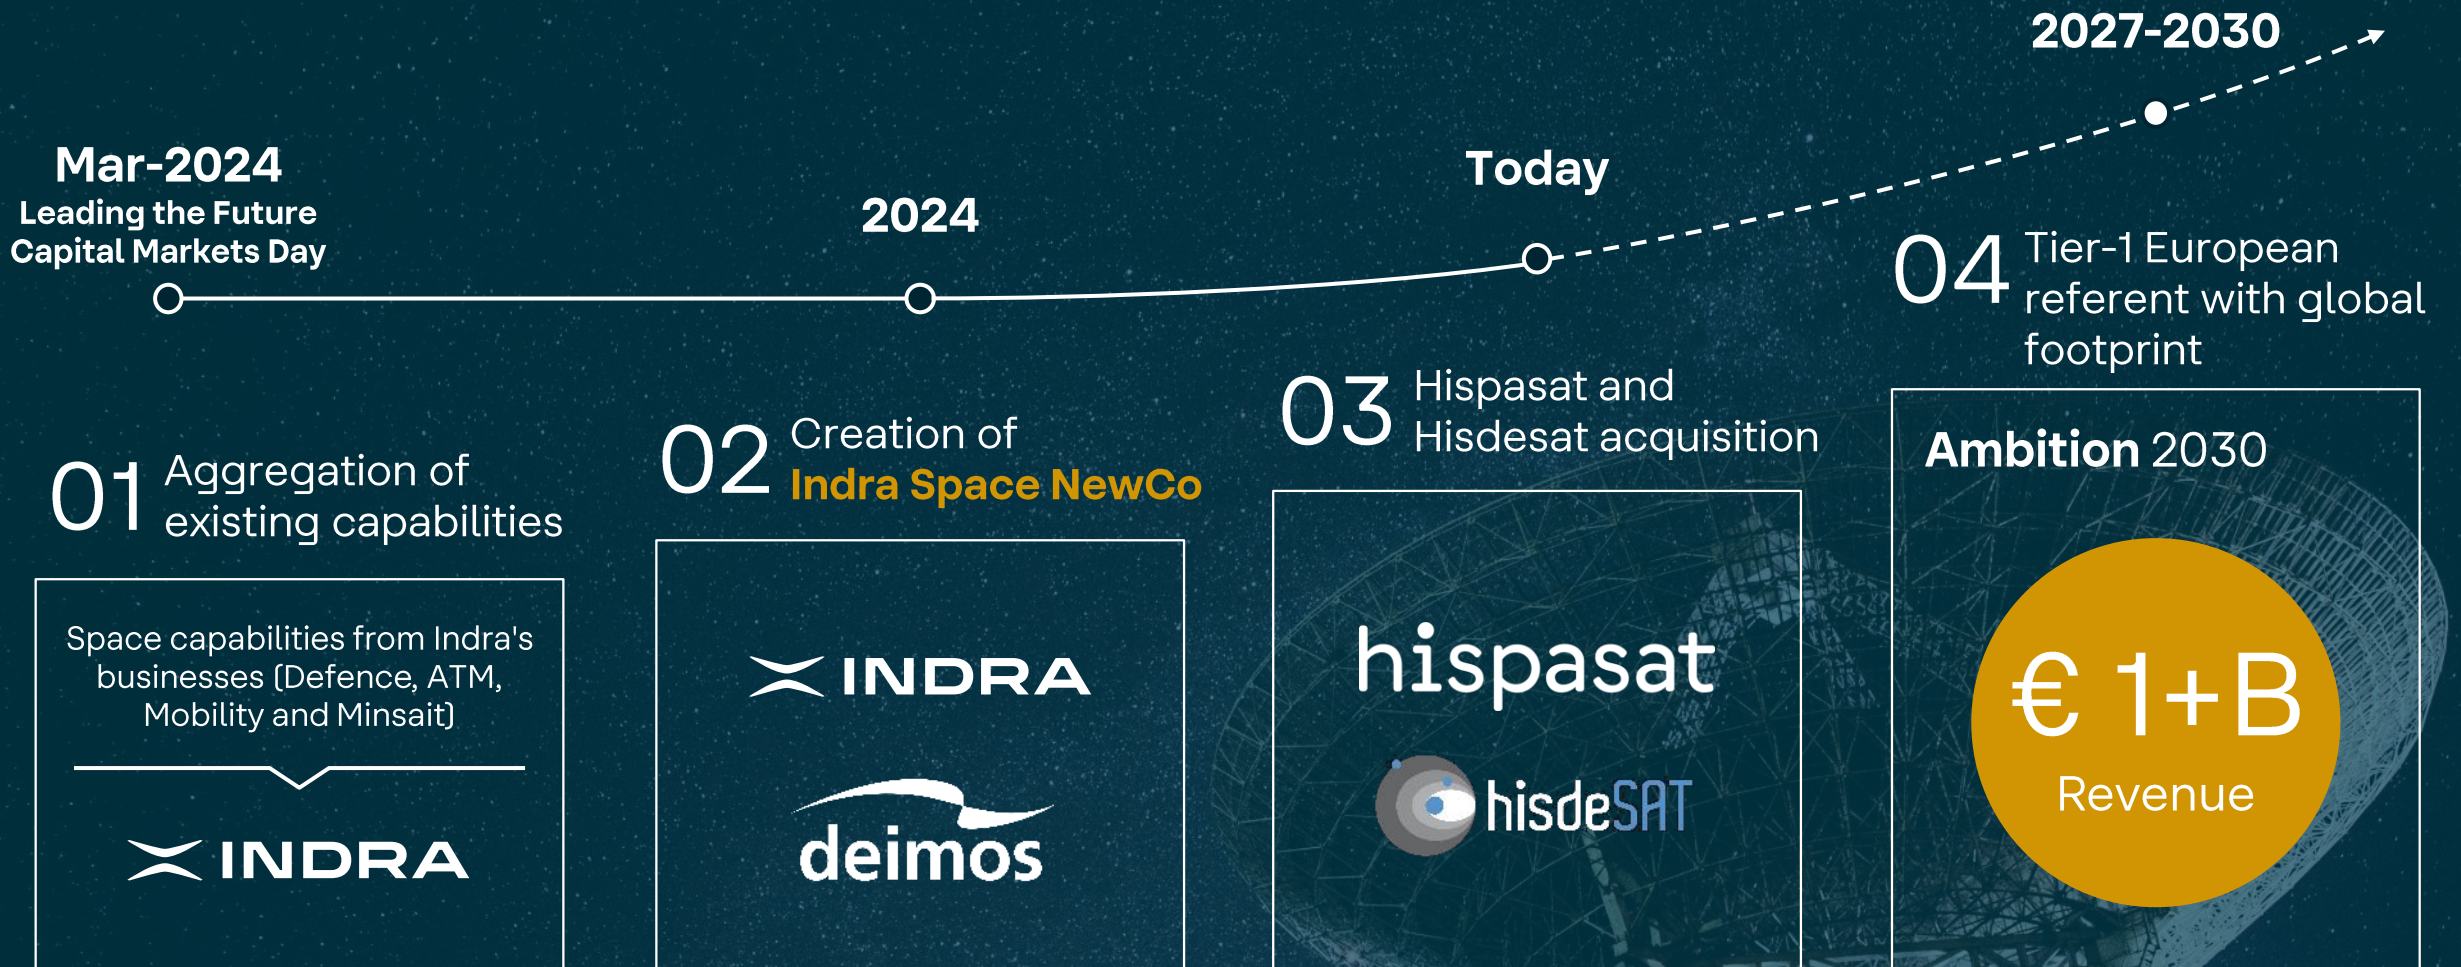 Mar-2024
Leading the Future
Capital Markets Day
2024
Today
2027-2030
01
Aggregation of
existing capabilities
Space capabilities from Indra's
businesses (Defence, ATM,
Mobility and Minsait)
INDRA
02
Creation of
Indra Space NewCo
INDRA
deimos
03
Hispasat and
Hisdesat acquisition
hispasat
hisdeSAT
04
Tier-1 European
referent with global
footprint
Ambition 2030
€ 1+B
Revenue